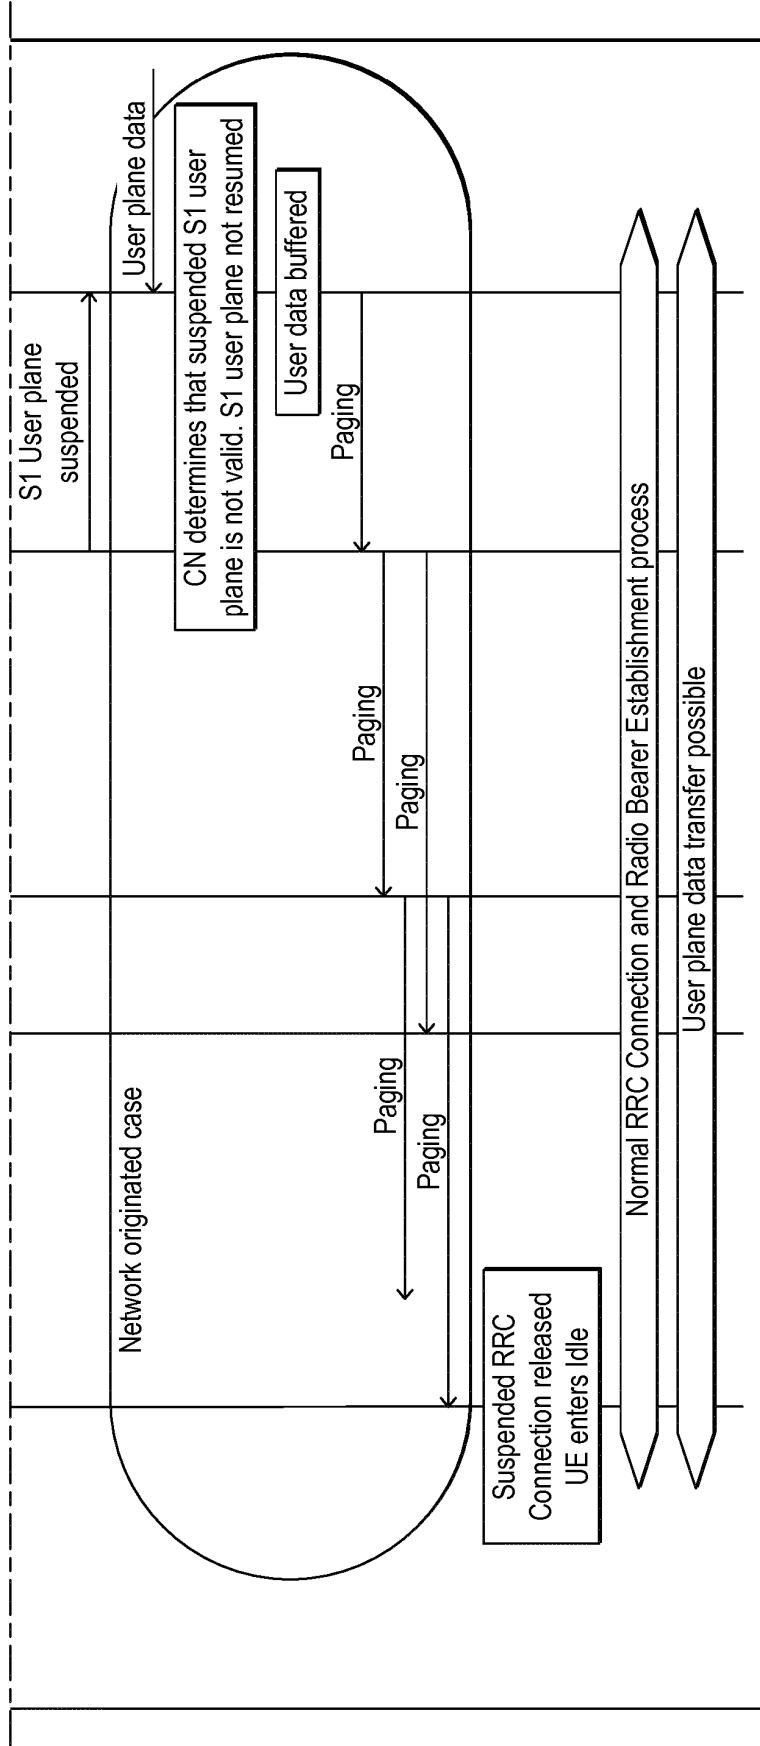 S1 User plane
suspended
User plane data
Network originated case
CN determines that suspended S1 user
plane is not valid. S1 user plane not resumed
User data buffered
Paging
Paging
Paging
Paging
Paging
Suspended RRC
Connection released
UE enters Idle
Normal RRC Connection and Radio Bearer Establishment process
User plane data transfer possible